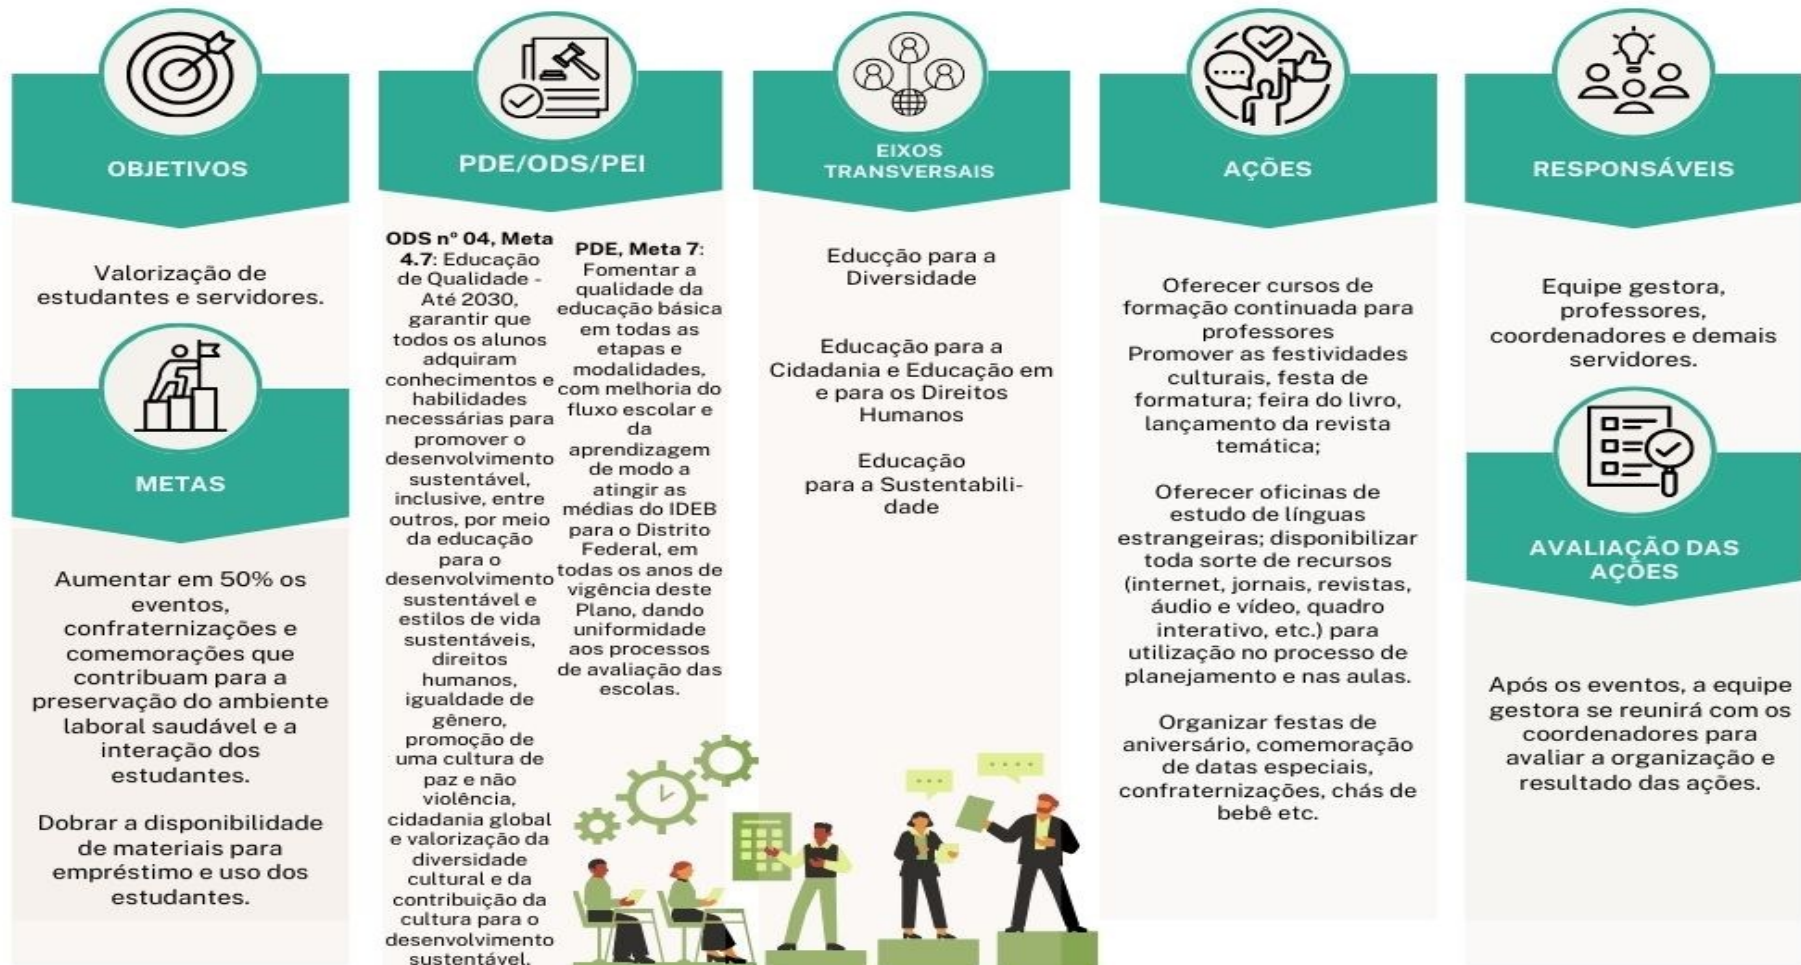 OBJETIVOS
Valorização de
estudantes e servidores.
METAS
Aumentar em 50% os
eventos,
confraternizações e
comemorações que
contribuam para a
preservação do ambiente
laboral saudável e a
interação dos
estudantes.
Dobrar a disponibilidade
de materiais para
empréstimo e uso dos
estudantes.
PDE/ODS/PEI
ODS nº 04, Meta
4.7: Educação
de Qualidade -
Até 2030,
garantir que
todos os alunos
adquiram
conhecimentos e
habilidades
necessárias para
promover o
desenvolvimento
sustentável,
inclusive, entre
outros, por meio
da educação
para o
desenvolvimento
sustentável e
estilos de vida
sustentáveis,
direitos
humanos,
igualdade de
gênero,
promoção de
uma cultura de
paz e não
violência,
cidadania global
e valorização da
diversidade
cultural e da
contribuição da
cultura para o
desenvolvimento
sustentável.
PDE, Meta 7:
Fomentar a
qualidade da
educação básica
em todas as
etapas e
modalidades,
com melhoria do
fluxo escolar e
da
aprendizagem
de modo a
atingir as
médias do IDEB
para o Distrito
Federal, em
todas os anos de
vigência deste
Plano, dando
uniformidade
aos processos
de avaliação das
escolas.
EIXOS
TRANSVERSAIS
Educção para a
Diversidade
Educação para a
Cidadania e Educação em
e para os Direitos
Humanos
Educação
para a Sustentabili-
dade
AÇÕES
Oferecer cursos de
formação continuada para
professores
Promover as festividades
culturais, festa de
formatura; feira do livro,
lançamento da revista
temática;
Oferecer oficinas de
estudo de línguas
estrangeiras; disponibilizar
toda sorte de recursos
(internet, jornais, revistas,
áudio e vídeo, quadro
interativo, etc.) para
utilização no processo de
planejamento e nas aulas.
Organizar festas de
aniversário, comemoração
de datas especiais,
confraternizações, chás de
bebê etc.
RESPONSÁVEIS
Equipe gestora,
professores,
coordenadores e demais
servidores.
AVALIAÇÃO DAS
AÇÕES
Após os eventos, a equipe
gestora se reunirá com os
coordenadores para
avaliar a organização e
resultado das ações.